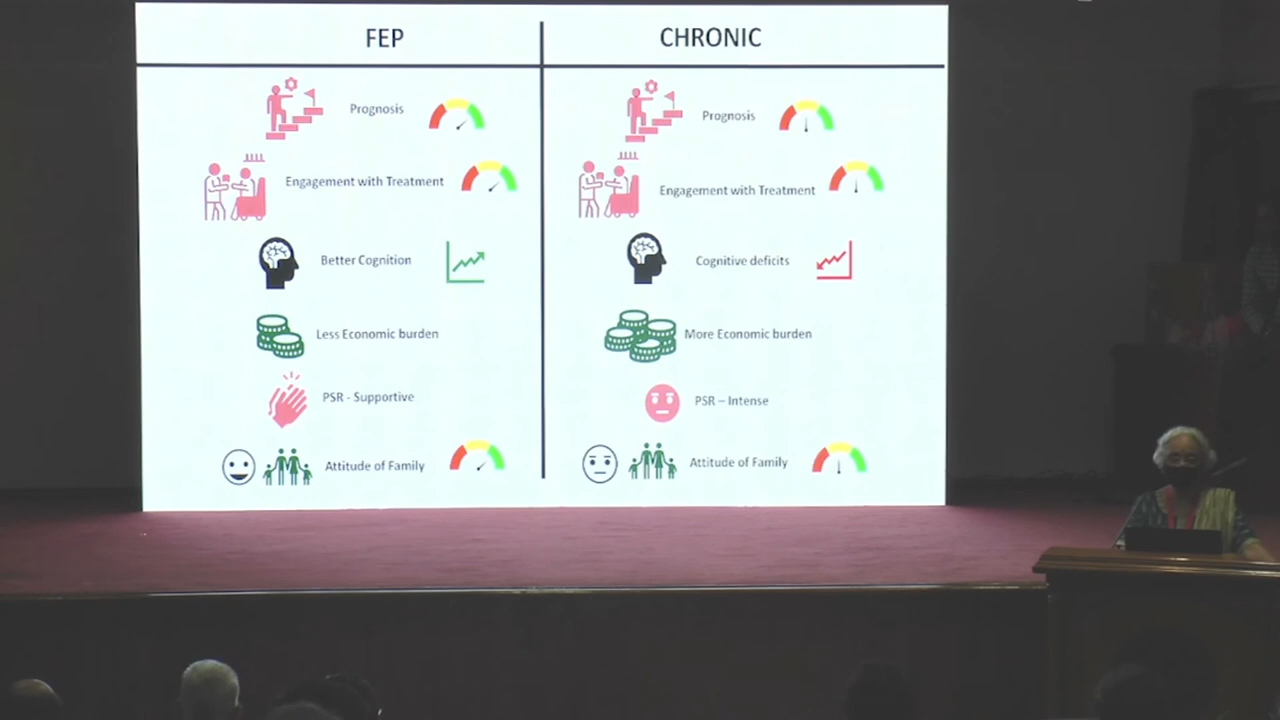 FEP
CHRONIC
Prognosis
Prognosis
Engagement with Treatment
Engagement with Treatment
Better Cognition
Cognitive deficits
Less Economic burden
More Economic burden
PSR - Supportive
PSR – Intense
Attitude of Family
Attitude of Family